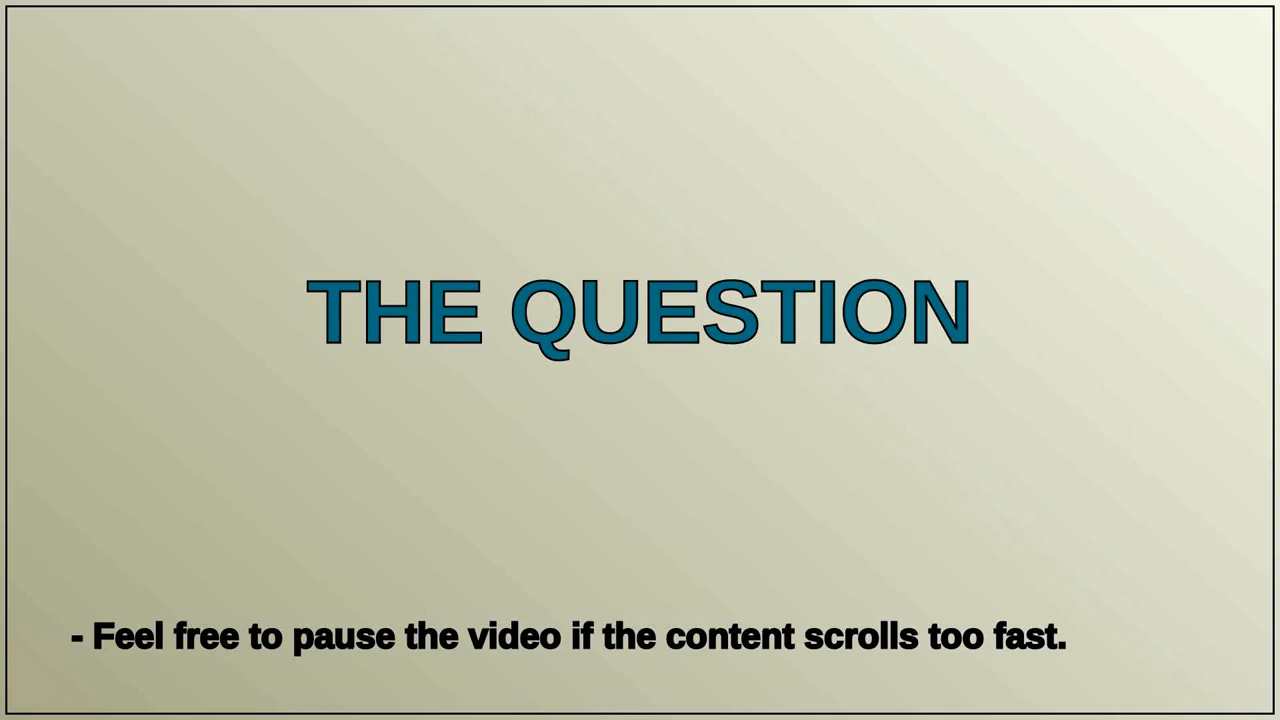 THE QUESTION
- Feel free to pause the video if the content scrolls too fast.